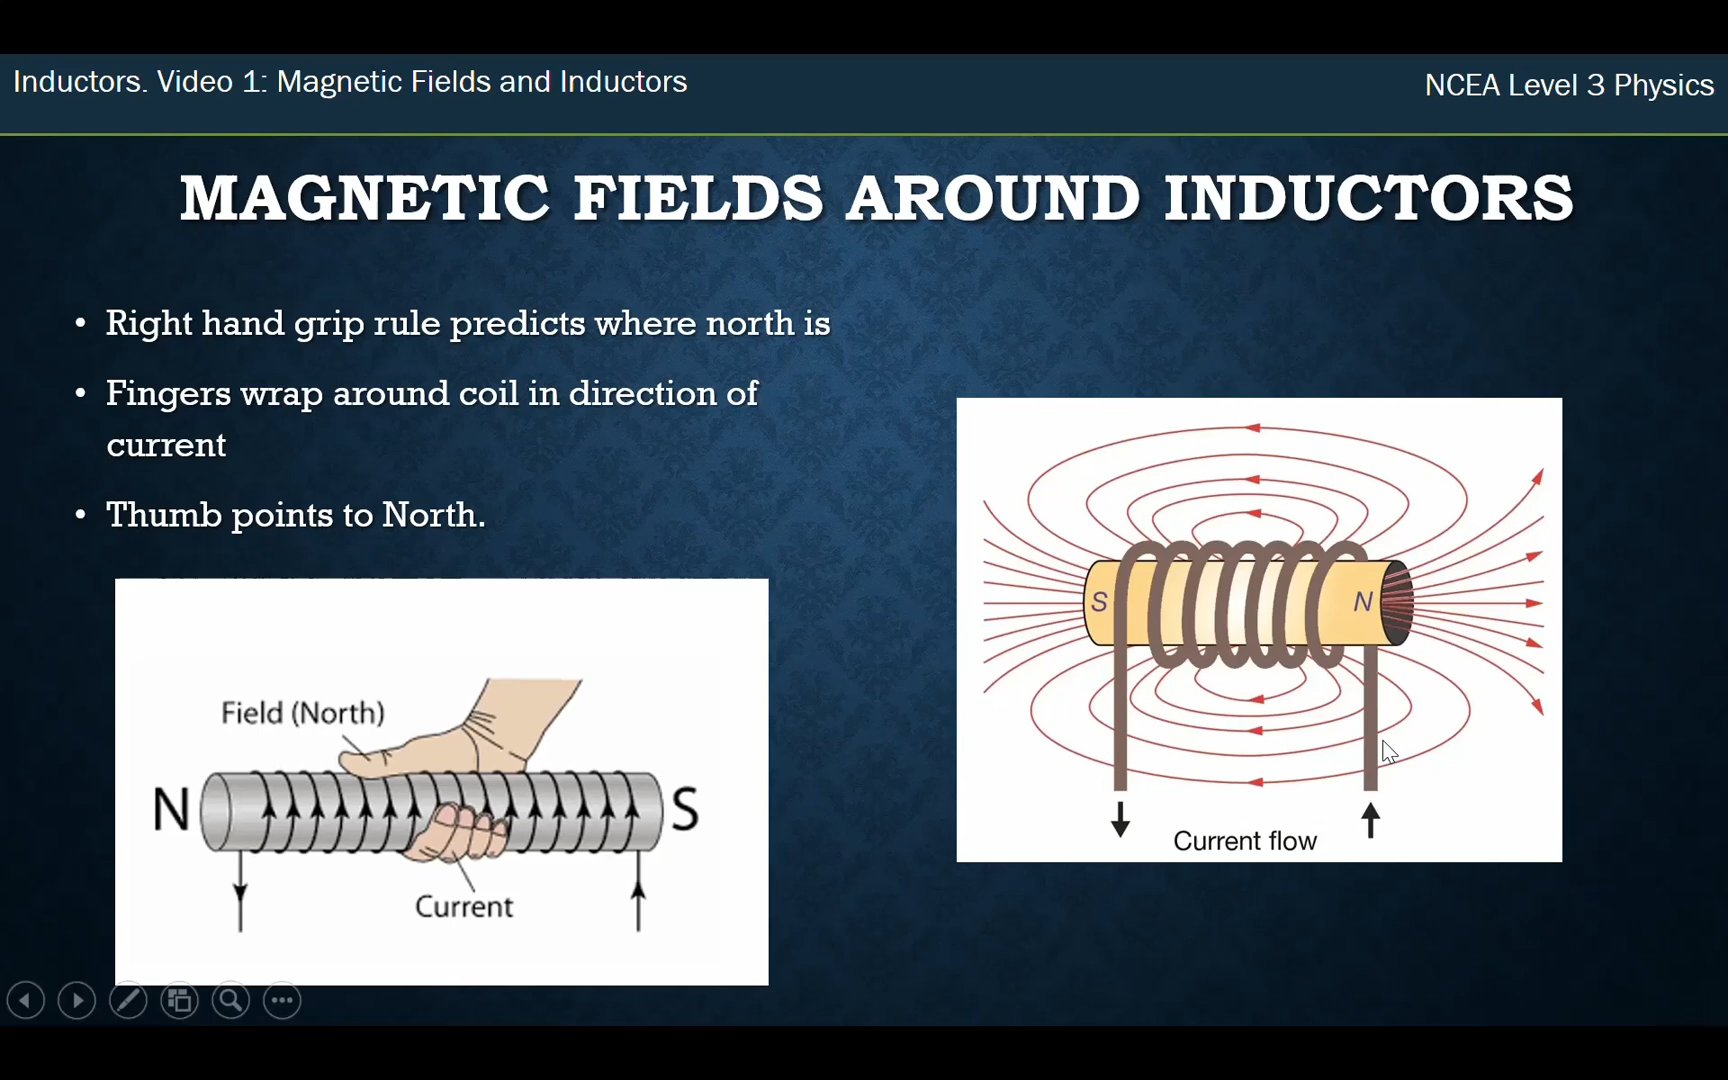 Inductors. Video 1: Magnetic Fields and Inductors
NCEA Level 3 Physics
MAGNETIC FIELDS AROUND INDUCTORS
• Right hand grip rule predicts where north is
• Fingers wrap around coil in direction of
current
• Thumb points to North.
Field (North)
N
S
Current
S
N
Current flow